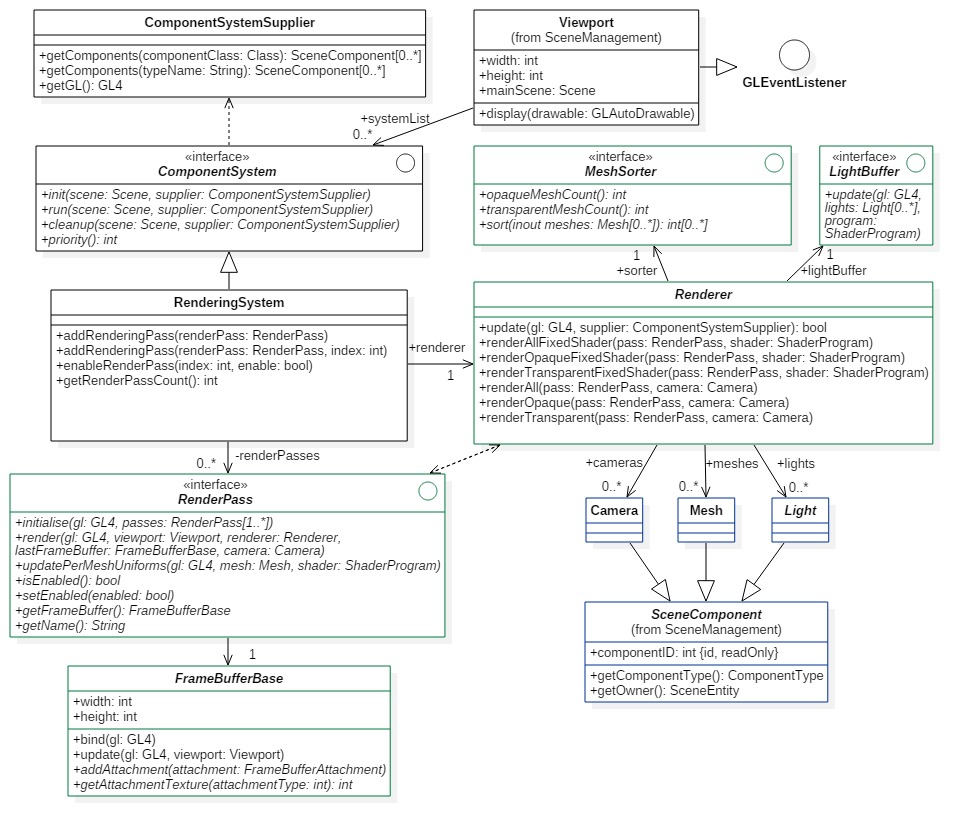 ComponentSystemSupplier
+getComponents(componentClass: Class): SceneComponent[0..*]
+getComponents(typeName: String): SceneComponent[0..*]
+getGL(): GL4
Viewport
(from SceneManagement)
+width: int
+height: int
+mainScene: Scene
+display(drawable: GLAutoDrawable)
GLEventListener
+systemList
0..*
«interface»
ComponentSystem
+init(scene: Scene, supplier: ComponentSystemSupplier)
+run(scene: Scene, supplier: ComponentSystemSupplier)
+cleanup(scene: Scene, supplier: ComponentSystemSupplier)
+priority(): int
«interface»
MeshSorter
+opaqueMeshCount(): int
+transparentMeshCount(): int
+sort(inout meshes: Mesh[0..*]): int[0..*]
«interface»
LightBuffer
+update(gl: GL4,
lights: Light[0..*],
program:
ShaderProgram)
1
+sorter
1
+lightBuffer
RenderingSystem
+addRenderingPass(renderPass: RenderPass)
+addRenderingPass(renderPass: RenderPass, index: int)
+enableRenderPass(index: int, enable: bool)
+getRenderPassCount(): int
+renderer
1
Renderer
+update(gl: GL4, supplier: ComponentSystemSupplier): bool
+renderAllFixedShader(pass: RenderPass, shader: ShaderProgram)
+renderOpaqueFixedShader(pass: RenderPass, shader: ShaderProgram)
+renderTransparentFixedShader(pass: RenderPass, shader: ShaderProgram)
+renderAll(pass: RenderPass, camera: Camera)
+renderOpaque(pass: RenderPass, camera: Camera)
+renderTransparent(pass: RenderPass, camera: Camera)
-renderPasses
0..*
«interface»
RenderPass
+initialise(gl: GL4, passes: RenderPass[1..*])
+render(gl: GL4, viewport: Viewport, renderer: Renderer,
lastFrameBuffer: FrameBufferBase, camera: Camera)
+updatePerMeshUniforms(gl: GL4, mesh: Mesh, shader: ShaderProgram)
+isEnabled(): bool
+setEnabled(enabled: bool)
+getFrameBuffer(): FrameBufferBase
+getName(): String
+cameras
0..*
+meshes
0..*
+lights
0..*
Camera
Mesh
Light
SceneComponent
(from SceneManagement)
+componentID: int {id, readOnly}
+getComponentType(): ComponentType
+getOwner(): SceneEntity
1
FrameBufferBase
+width: int
+height: int
+bind(gl: GL4)
+update(gl: GL4, viewport: Viewport)
+addAttachment(attachment: FrameBufferAttachment)
+getAttachmentTexture(attachmentType: int): int